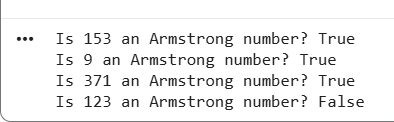 Is 153 an Armstrong number? True
Is 9 an Armstrong number? True
Is 371 an Armstrong number? True
Is 123 an Armstrong number? False